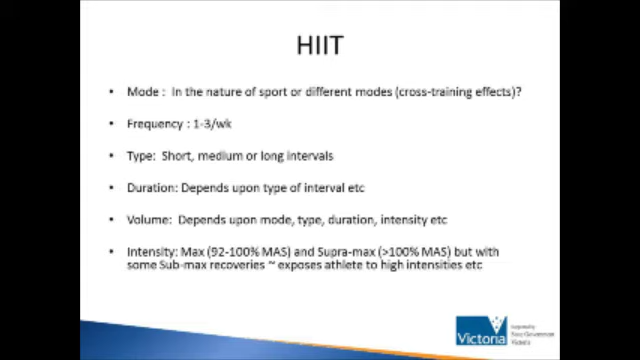 HIIT
• Mode : In the nature of sport or different modes (cross-training effects)?
• Frequency : 1-3/wk
• Type: Short, medium or long intervals
• Duration: Depends upon type of interval etc
• Volume: Depends upon mode, type, duration, intensity etc
• Intensity: Max (92-100% MAS) and Supra-max (>100% MAS) but with
some Sub-max recoveries ~ exposes athlete to high intensities etc
Victoria
State Government
Victoria